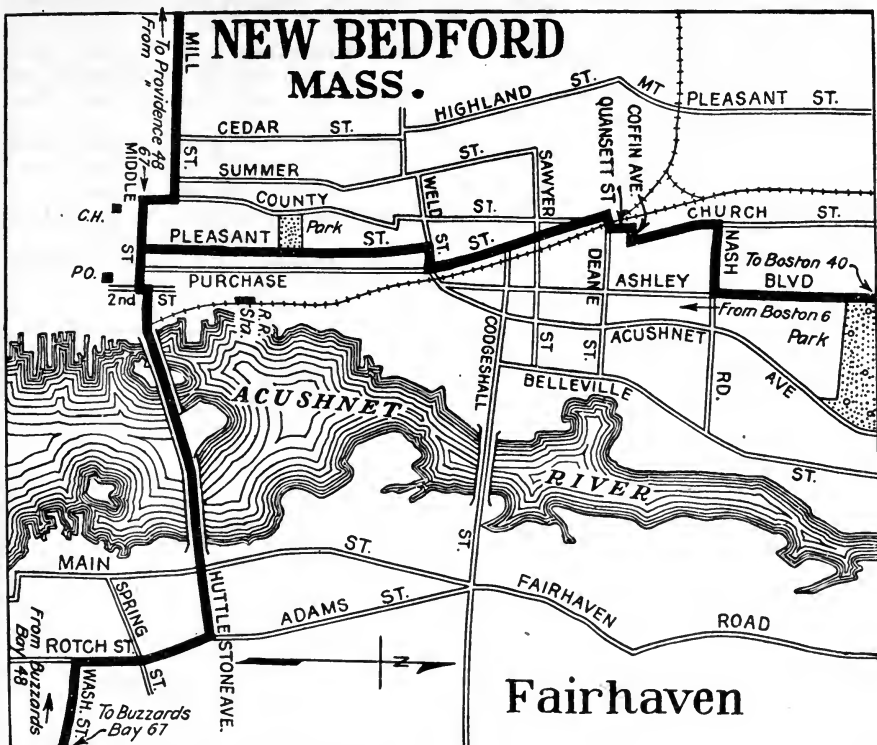 NEW BEDFORD
MASS.
To Providence 48
From " 67
MILL ST.
MIDDLE ST
C.H.
P.O.
CEDAR ST.
HIGHLAND ST.
MT PLEASANT ST.
SUMMER ST.
COUNTY ST.
Park
PLEASANT ST. ST.
WELD ST.
SAWYER ST
QUANSETT ST
COFFIN AVE.
CHURCH ST.
PURCHASE
2nd ST
R.R. Sta.
DEANE ST.
NASH RD.
ASHLEY BLVD
To Boston 40
From Boston 6
Park
ACUSHNET AVE
COGGESHALL ST.
BELLEVILLE ST.
ACUSHNET RIVER
MAIN ST.
SPRING ST.
HUTTLESTONE AVE.
ADAMS ST.
FAIRHAVEN ROAD
ROTCH ST.
From Buzzards Bay 48
WASH. ST.
To Buzzards
Bay 67
N
Fairhaven